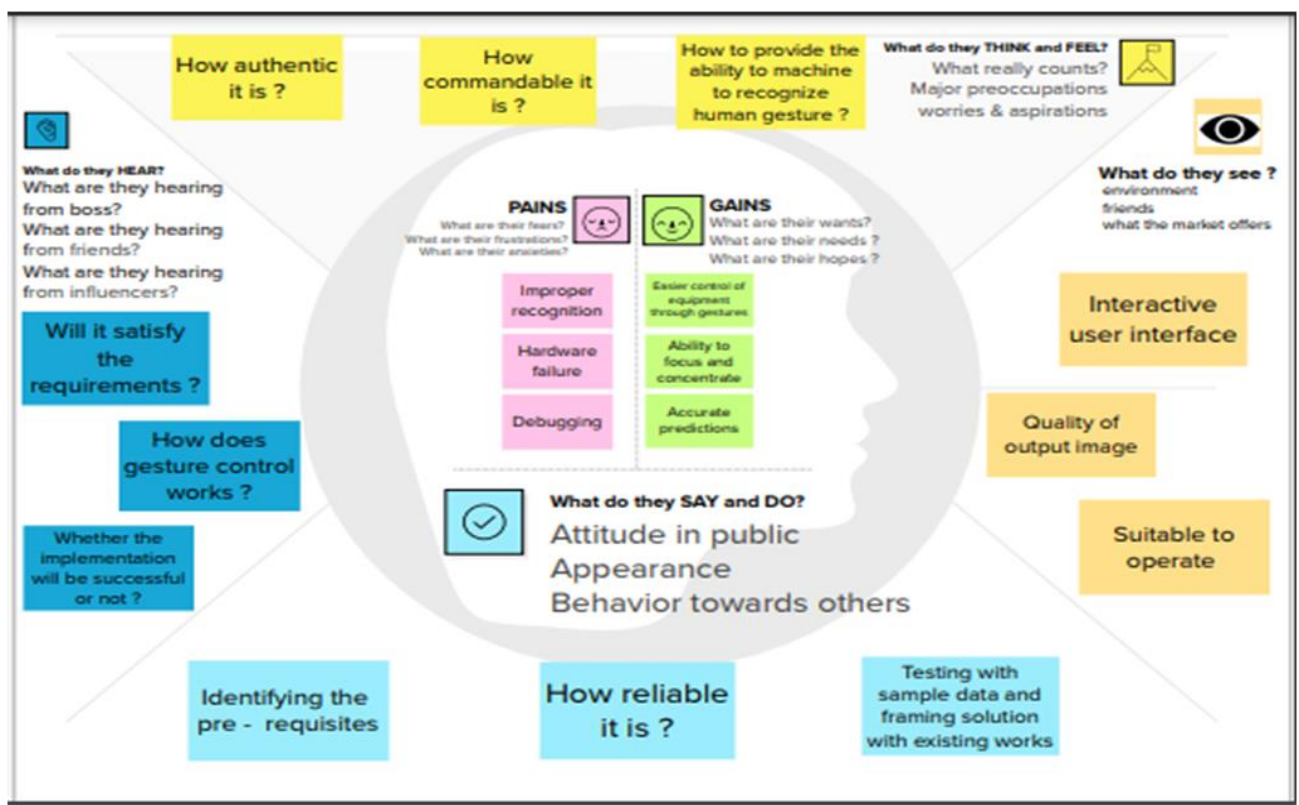 How authentic
it is ?
How
commandable it
is ?
How to provide the
ability to machine
to recognize
human gesture ?
What do they THINK and FEEL?
What really counts?
Major preoccupations
worries & aspirations
What do they HEAR?
What are they hearing
from boss?
What are they hearing
from friends?
What are they hearing
from influencers?
Will it satisfy
the
requirements ?
How does
gesture control
works ?
Whether the
implementation
will be successful
or not ?
PAINS
What are their fears?
What are their frustrations?
What are their anxieties?
Improper
recognition
Hardware
failure
Debugging
GAINS
What are their wants?
What are their needs ?
What are their hopes ?
Easier control of
equipment
through gestures
Ability to
focus and
concentrate
Accurate
predictions
What do they see ?
environment
friends
what the market offers
Interactive
user interface
Quality of
output image
Suitable to
operate
What do they SAY and DO?
Attitude in public
Appearance
Behavior towards others
Identifying the
pre - requisites
How reliable
it is ?
Testing with
sample data and
framing solution
with existing works